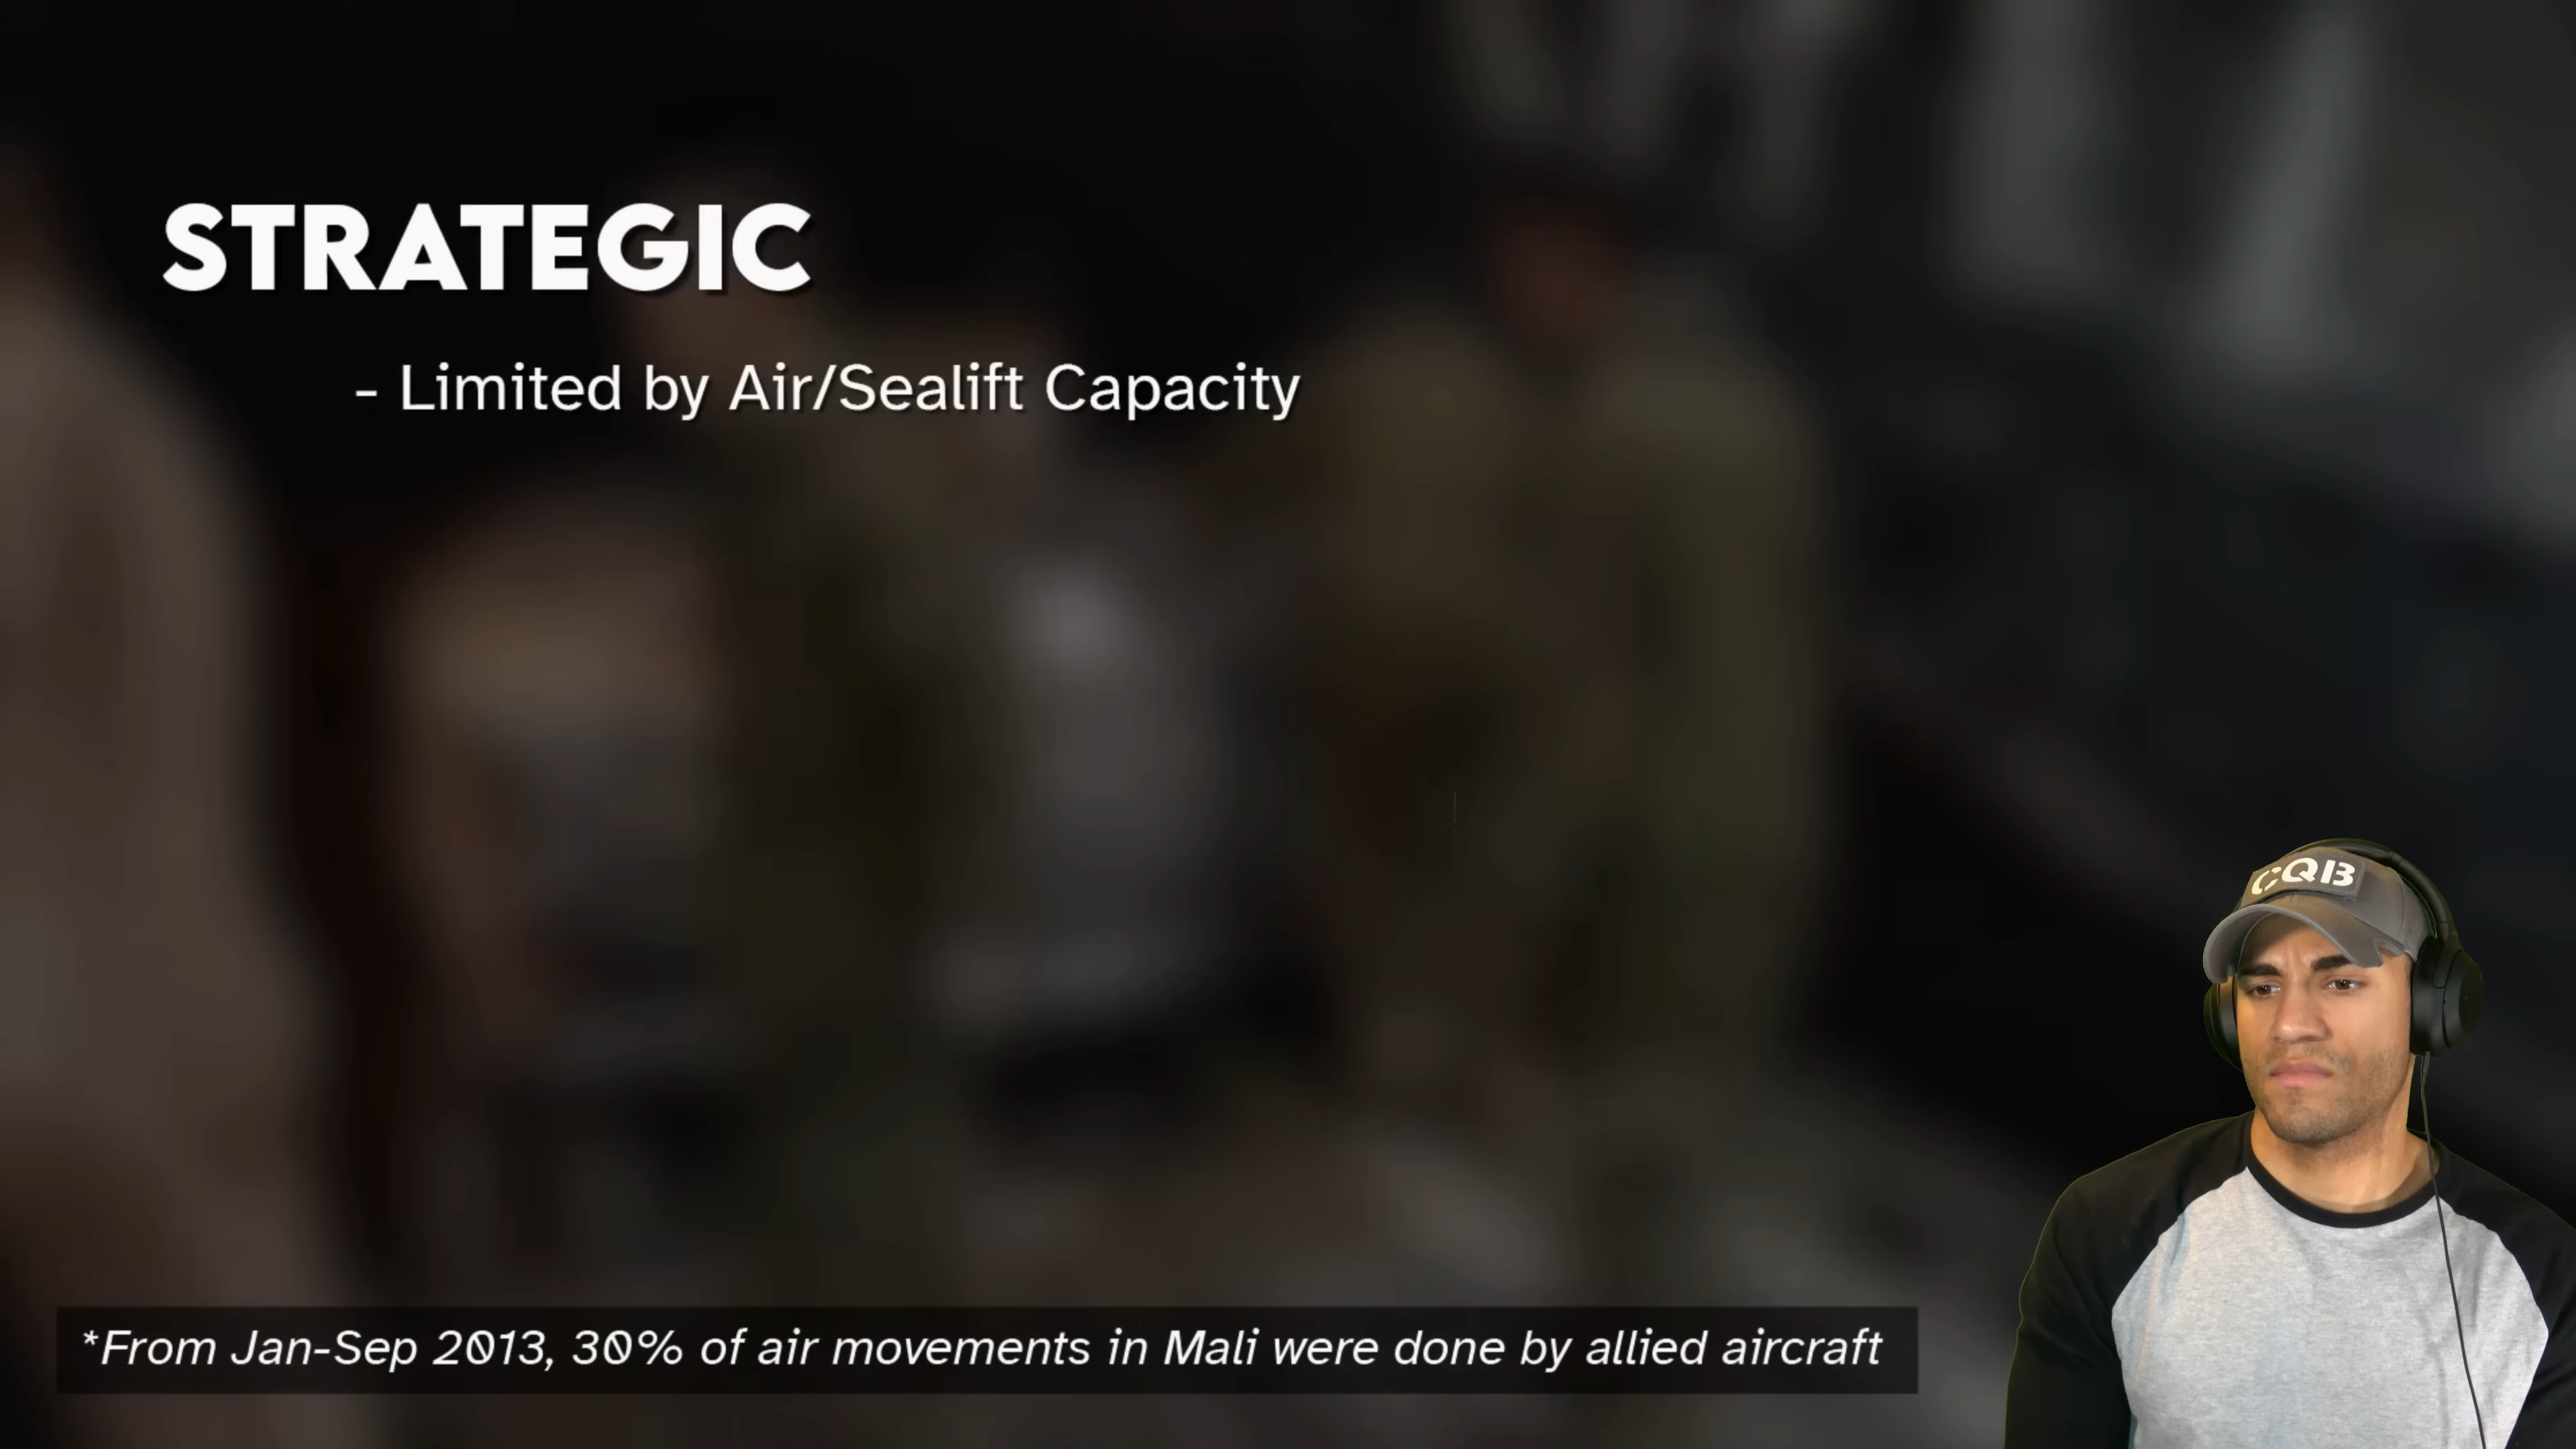 STRATEGIC
- Limited by Air/Sealift Capacity
CQB
*From Jan-Sep 2013, 30% of air movements in Mali were done by allied aircraft